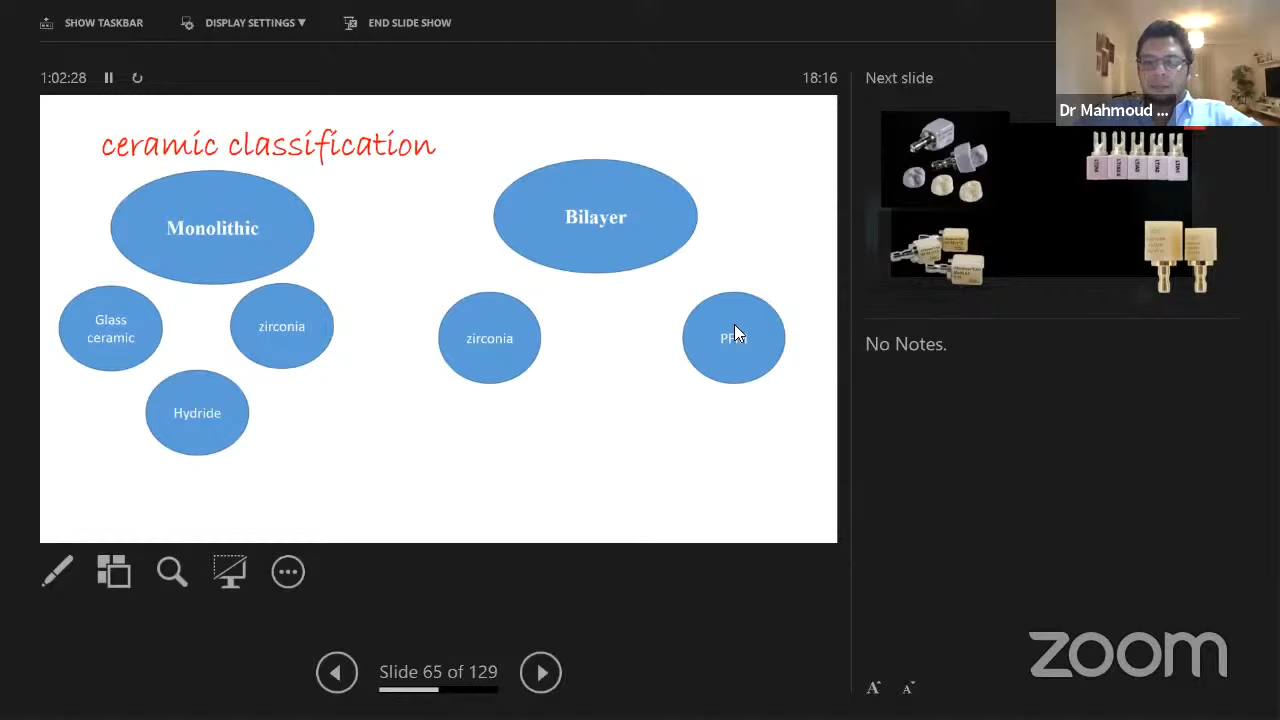 SHOW TASKBAR
DISPLAY SETTINGS ▼
END SLIDE SHOW
1:02:28
18:16
Next slide
Dr Mahmoud ...
ceramic classification
Monolithic
Bilayer
Glass
ceramic
zirconia
zirconia
Hydride
No Notes.
Slide 65 of 129
zoom
A
A